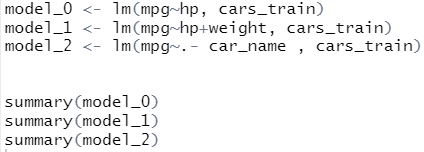 model_0 <- lm(mpg~hp, cars_train)
model_1 <- lm(mpg~hp+weight, cars_train)
model_2 <- lm(mpg~.- car_name , cars_train)
summary(model_0)
summary(model_1)
summary(model_2)